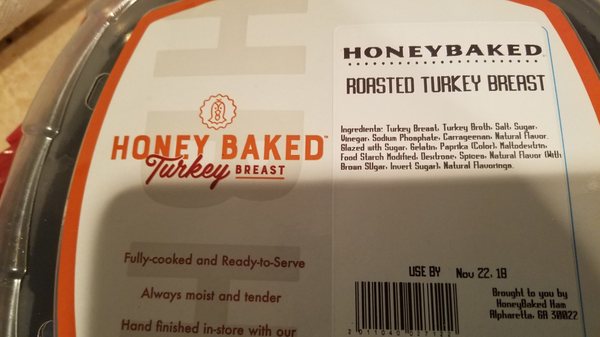 HONEYBAKED
ROASTED TURKEY BREAST
Ingredients: Turkey Breast, Turkey Broth, Salt, Sugar,
Vinegar, Sodium Phosphate, Carrageenan, Natural Flavor.
Glazed with Sugar, Gelatin, Paprika (Color), Maltodextrin,
Food Starch Modified, Dextrose, Spices, Natural Flavor (With
Brown SUgar, Invert Sugar), Natural Flavorings.
HONEY BAKED™
Turkey BREAST
Fully-cooked and Ready-to-Serve
Always moist and tender
Hand finished in-store with our
USE BY Nov 22, 18
Brought to you by
HoneyBaked Ham
Alpharetta, GA 30022